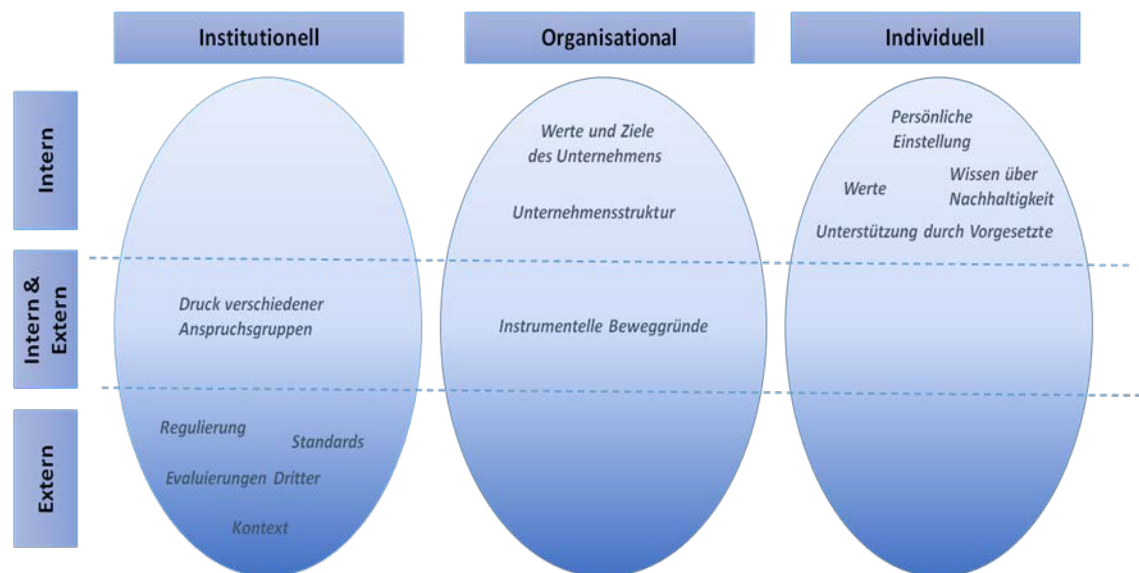 Institutionell
Organisational
Individuell
Intern
Werte und Ziele
des Unternehmens
Unternehmensstruktur
Persönliche
Einstellung
Werte
Wissen über
Nachhaltigkeit
Unterstützung durch Vorgesetzte
Intern &
Extern
Druck verschiedener
Anspruchsgruppen
Instrumentelle Beweggründe
Extern
Regulierung
Standards
Evaluierungen Dritter
Kontext